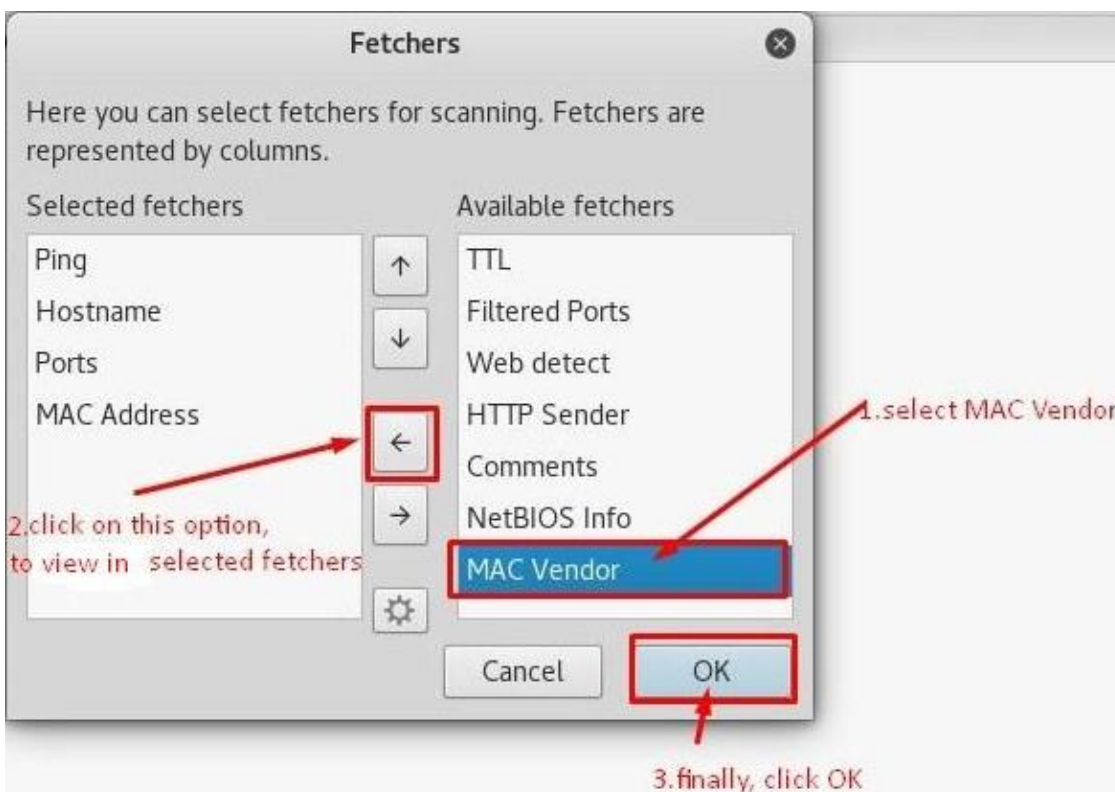 Fetchers
Here you can select fetchers for scanning. Fetchers are
represented by columns.
Selected fetchers
Available fetchers
Ping
Hostname
Ports
MAC Address
TTL
Filtered Ports
Web detect
HTTP Sender
Comments
NetBIOS Info
MAC Vendor
1.select MAC Vendor
2.click on this option,
to view in selected fetchers
Cancel
OK
3.finally, click OK